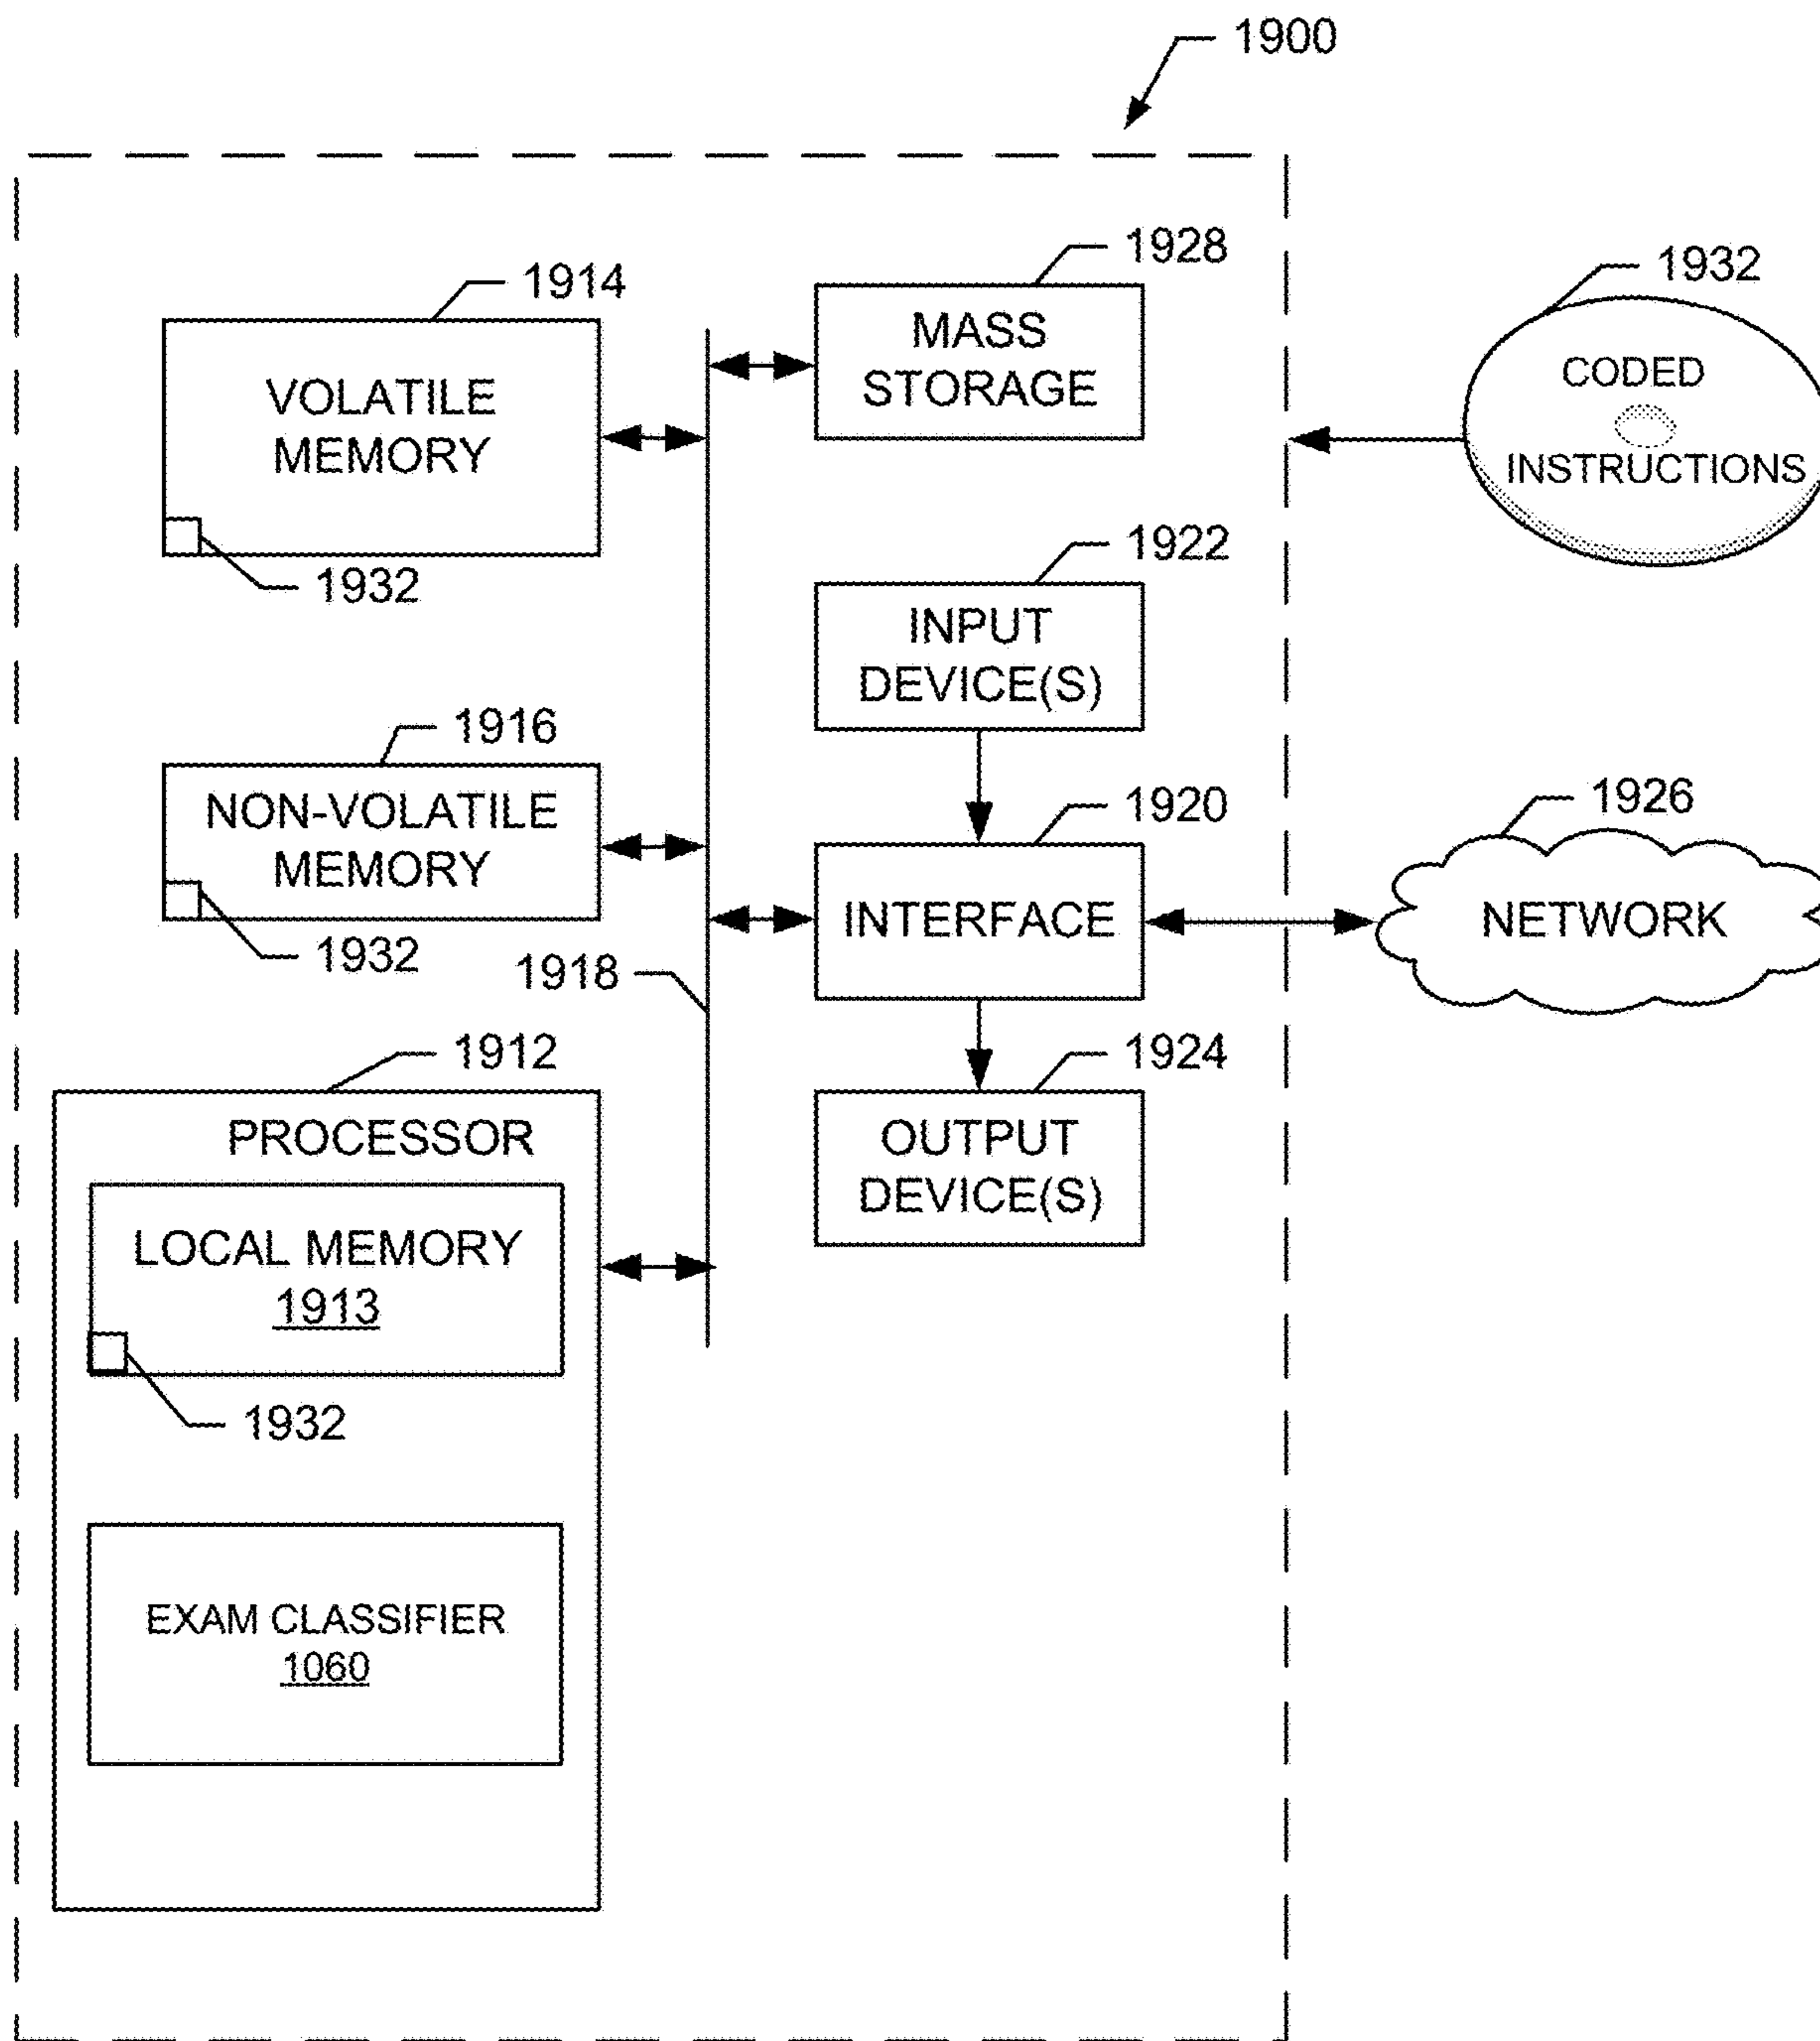 1900
1914
VOLATILE
MEMORY
1932
1928
MASS
STORAGE
1932
CODED
INSTRUCTIONS
1922
INPUT
DEVICE(S)
1916
NON-VOLATILE
MEMORY
1932
1918
1920
INTERFACE
1926
NETWORK
1912
PROCESSOR
LOCAL MEMORY
1913
1932
1924
OUTPUT
DEVICE(S)
EXAM CLASSIFIER
1060